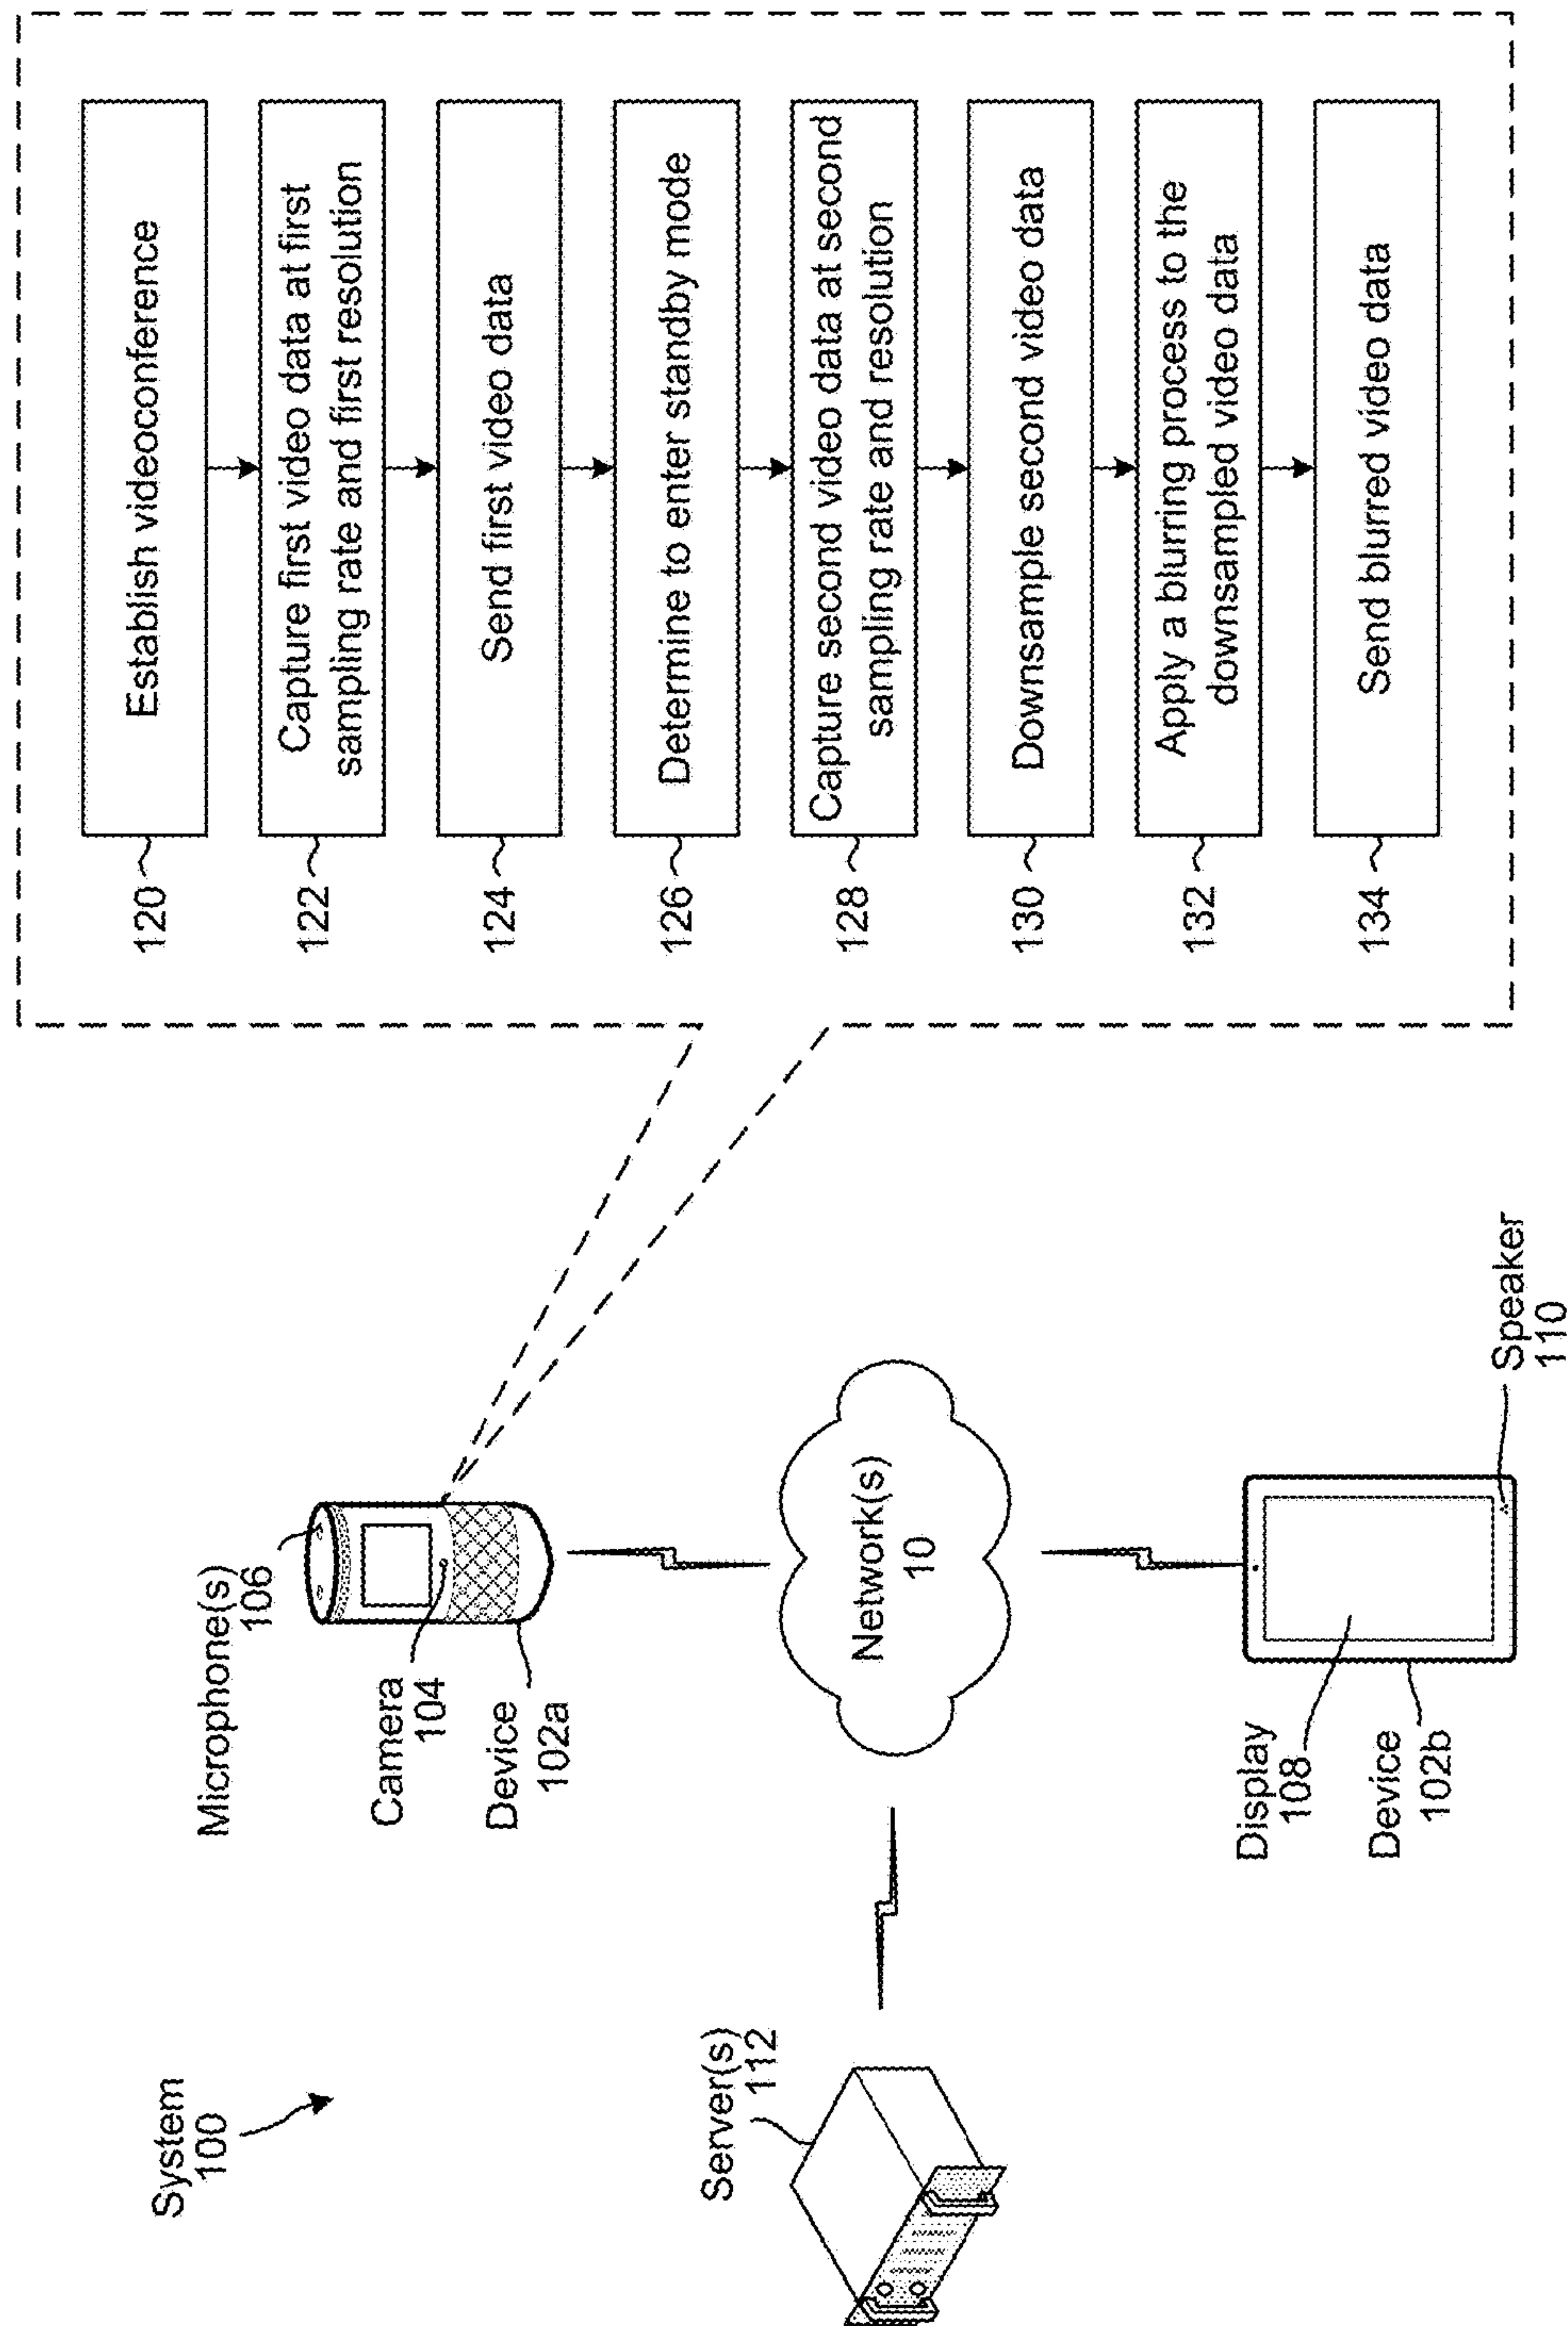 System
100
Microphone(s)
106
Camera
104
Device
102a
Server(s)
112
Network(s)
10
Display
108
Device
102b
Speaker
110
120
Establish videoconference
122
Capture first video data at first
sampling rate and first resolution
124
Send first video data
126
Determine to enter standby mode
128
Capture second video data at second
sampling rate and resolution
130
Downsample second video data
132
Apply a blurring process to the
downsampled video data
134
Send blurred video data